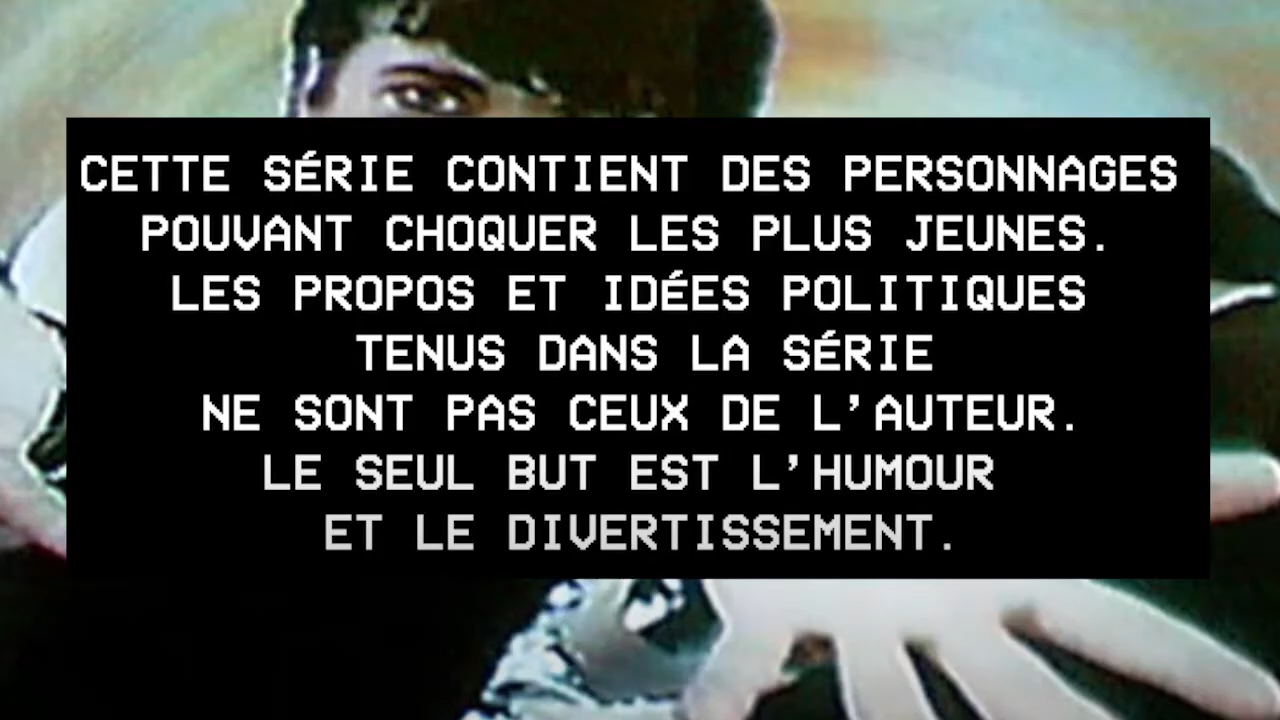 CETTE SÉRIE CONTIENT DES PERSONNAGES
POUVANT CHOQUER LES PLUS JEUNES.
LES PROPOS ET IDÉES POLITIQUES
TENUS DANS LA SÉRIE
NE SONT PAS CEUX DE L'AUTEUR.
LE SEUL BUT EST L'HUMOUR
ET LE DIVERTISSEMENT.